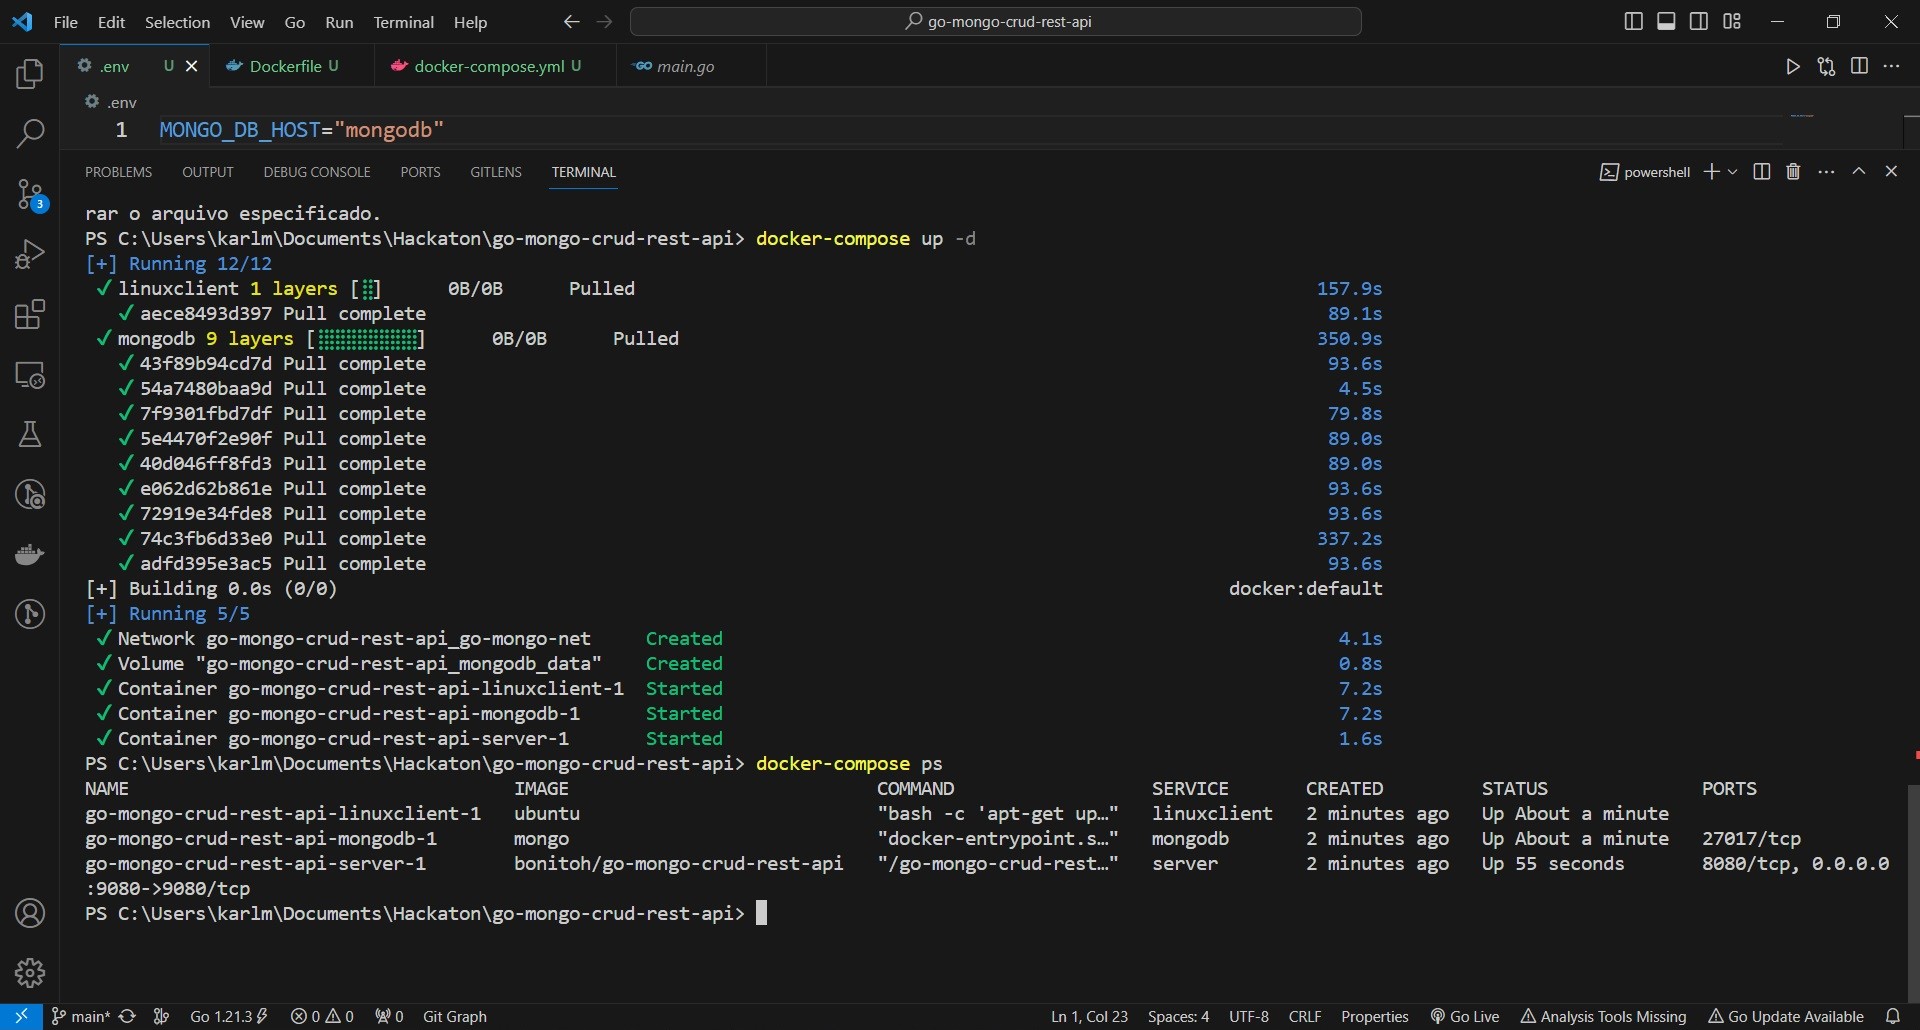 File Edit Selection View Go Run Terminal Help go-mongo-crud-rest-api
.env U Dockerfile U docker-compose.yml U GO main.go
.env
1 MONGO_DB_HOST="mongodb"
PROBLEMS OUTPUT DEBUG CONSOLE PORTS GITLENS TERMINAL powershell
rar o arquivo especificado.
PS C:\Users\karlm\Documents\Hackaton\go-mongo-crud-rest-api> docker-compose up -d
[+] Running 12/12
✓ linuxclient 1 layers [⣿] 0B/0B Pulled 157.9s
✓ aece8493d397 Pull complete 89.1s
✓ mongodb 9 layers [⣿⣿⣿⣿⣿⣿⣿⣿⣿] 0B/0B Pulled 350.9s
✓ 43f89b94cd7d Pull complete 93.6s
✓ 54a7480baa9d Pull complete 4.5s
✓ 7f9301fbd7df Pull complete 79.8s
✓ 5e4470f2e90f Pull complete 89.0s
✓ 40d046ff8fd3 Pull complete 89.0s
✓ e062d62b861e Pull complete 93.6s
✓ 72919e34fde8 Pull complete 93.6s
✓ 74c3fb6d33e0 Pull complete 337.2s
✓ adfd395e3ac5 Pull complete 93.6s
[+] Building 0.0s (0/0) docker:default
[+] Running 5/5
✓ Network go-mongo-crud-rest-api_go-mongo-net Created 4.1s
✓ Volume "go-mongo-crud-rest-api_mongodb_data" Created 0.8s
✓ Container go-mongo-crud-rest-api-linuxclient-1 Started 7.2s
✓ Container go-mongo-crud-rest-api-mongodb-1 Started 7.2s
✓ Container go-mongo-crud-rest-api-server-1 Started 1.6s
PS C:\Users\karlm\Documents\Hackaton\go-mongo-crud-rest-api> docker-compose ps
NAME IMAGE COMMAND SERVICE CREATED STATUS PORTS
go-mongo-crud-rest-api-linuxclient-1 ubuntu "bash -c 'apt-get up…" linuxclient 2 minutes ago Up About a minute
go-mongo-crud-rest-api-mongodb-1 mongo "docker-entrypoint.s…" mongodb 2 minutes ago Up About a minute 27017/tcp
go-mongo-crud-rest-api-server-1 bonitoh/go-mongo-crud-rest-api "/go-mongo-crud-rest…" server 2 minutes ago Up 55 seconds 8080/tcp, 0.0.0.0
:9080->9080/tcp
PS C:\Users\karlm\Documents\Hackaton\go-mongo-crud-rest-api>
3
main* Go 1.21.3 0 0 0 Git Graph Ln 1, Col 23 Spaces: 4 UTF-8 CRLF Properties Go Live Analysis Tools Missing Go Update Available